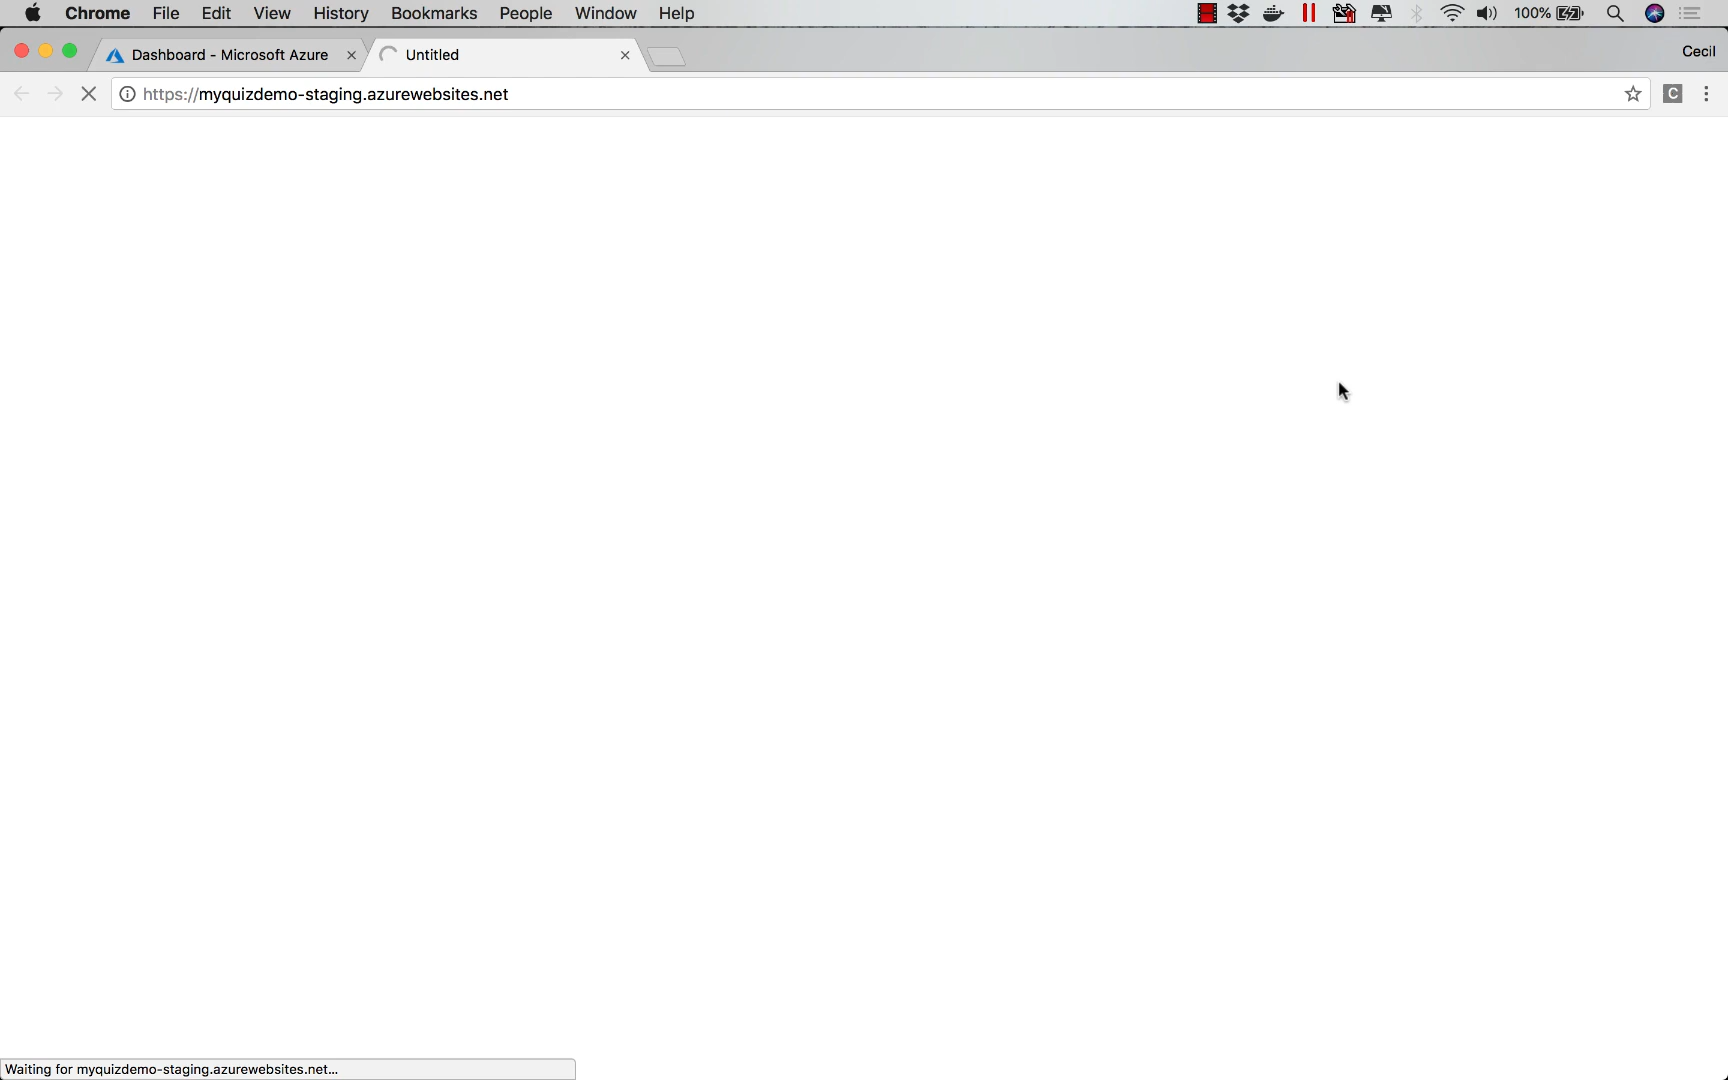 Chrome File Edit View History Bookmarks People Window Help 100%
Dashboard - Microsoft Azure Untitled Cecil
https://myquizdemo-staging.azurewebsites.net C
Waiting for myquizdemo-staging.azurewebsites.net...